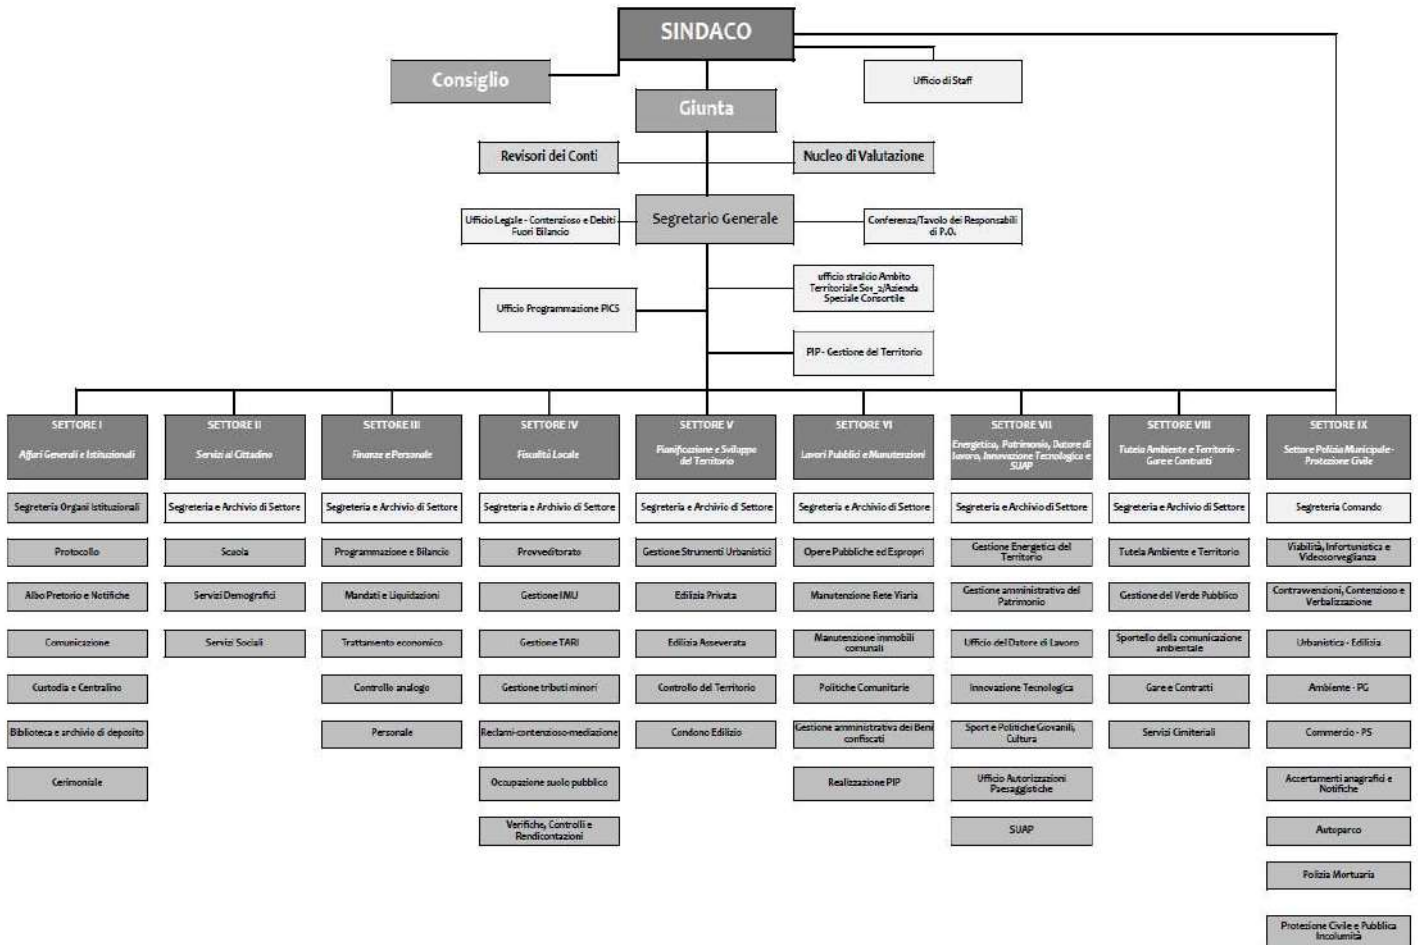 SINDACO
Consiglio
Ufficio di Staff
Giunta
Revisori dei Conti
Nucleo di Valutazione
Ufficio Legale - Contenzioso e Debiti
Fuori Bilancio
Segretario Generale
Conferenza/Tavolo dei Responsabili
di P.O.
ufficio stralcio Ambito
Territoriale S01_2/Azienda
Speciale Consortile
Ufficio Programmazione PICS
PIP - Gestione del Territorio
SETTORE I
Affari Generali e Istituzionali
Segreteria Organi Istituzionali
Protocollo
Albo Pretorio e Notifiche
Comunicazione
Custodia e Centralino
Biblioteca e archivio di deposito
Cerimoniale
SETTORE II
Servizi al Cittadino
Segreteria e Archivio di Settore
Scuola
Servizi Demografici
Servizi Sociali
SETTORE III
Finanze e Personale
Segreteria e Archivio di Settore
Programmazione e Bilancio
Mandati e Liquidazioni
Trattamento economico
Controllo analogo
Personale
SETTORE IV
Fiscalità Locale
Segreteria e Archivio di Settore
Provveditorato
Gestione IMU
Gestione TARI
Gestione tributi minori
Reclami-contenzioso-mediazione
Occupazione suolo pubblico
Verifiche, Controlli e
Rendicontazioni
SETTORE V
Pianificazione e Sviluppo
del Territorio
Segreteria e Archivio di Settore
Gestione Strumenti Urbanistici
Edilizia Privata
Edilizia Asseverata
Controllo del Territorio
Condono Edilizio
SETTORE VI
Lavori Pubblici e Manutenzioni
Segreteria e Archivio di Settore
Opere Pubbliche ed Espropri
Manutenzione Rete Viaria
Manutenzione immobili
comunali
Politiche Comunitarie
Gestione amministrativa dei Beni
confiscati
Realizzazione PIP
SETTORE VII
Energetico, Patrimonio, Datore di
lavoro, Innovazione Tecnologica e
SUAP
Segreteria e Archivio di Settore
Gestione Energetica del
Territorio
Gestione amministrativa del
Patrimonio
Ufficio del Datore di Lavoro
Innovazione Tecnologica
Sport e Politiche Giovanili,
Cultura
Ufficio Autorizzazioni
Paesaggistiche
SUAP
SETTORE VIII
Tutela Ambiente e Territorio -
Gare e Contratti
Segreteria e Archivio di Settore
Tutela Ambiente e Territorio
Gestione del Verde Pubblico
Sportello della comunicazione
ambientale
Gare e Contratti
Servizi Cimiteriali
SETTORE IX
Settore Polizia Municipale -
Protezione Civile
Segreteria Comando
Viabilità, Infortunistica e
Videosorveglianza
Contravvenzioni, Contenzioso e
Verbalizzazione
Urbanistica - Edilizia
Ambiente - PG
Commercio - PS
Accertamenti anagrafici e
Notifiche
Autoparco
Polizia Mortuaria
Protezione Civile e Pubblica
Incolumità